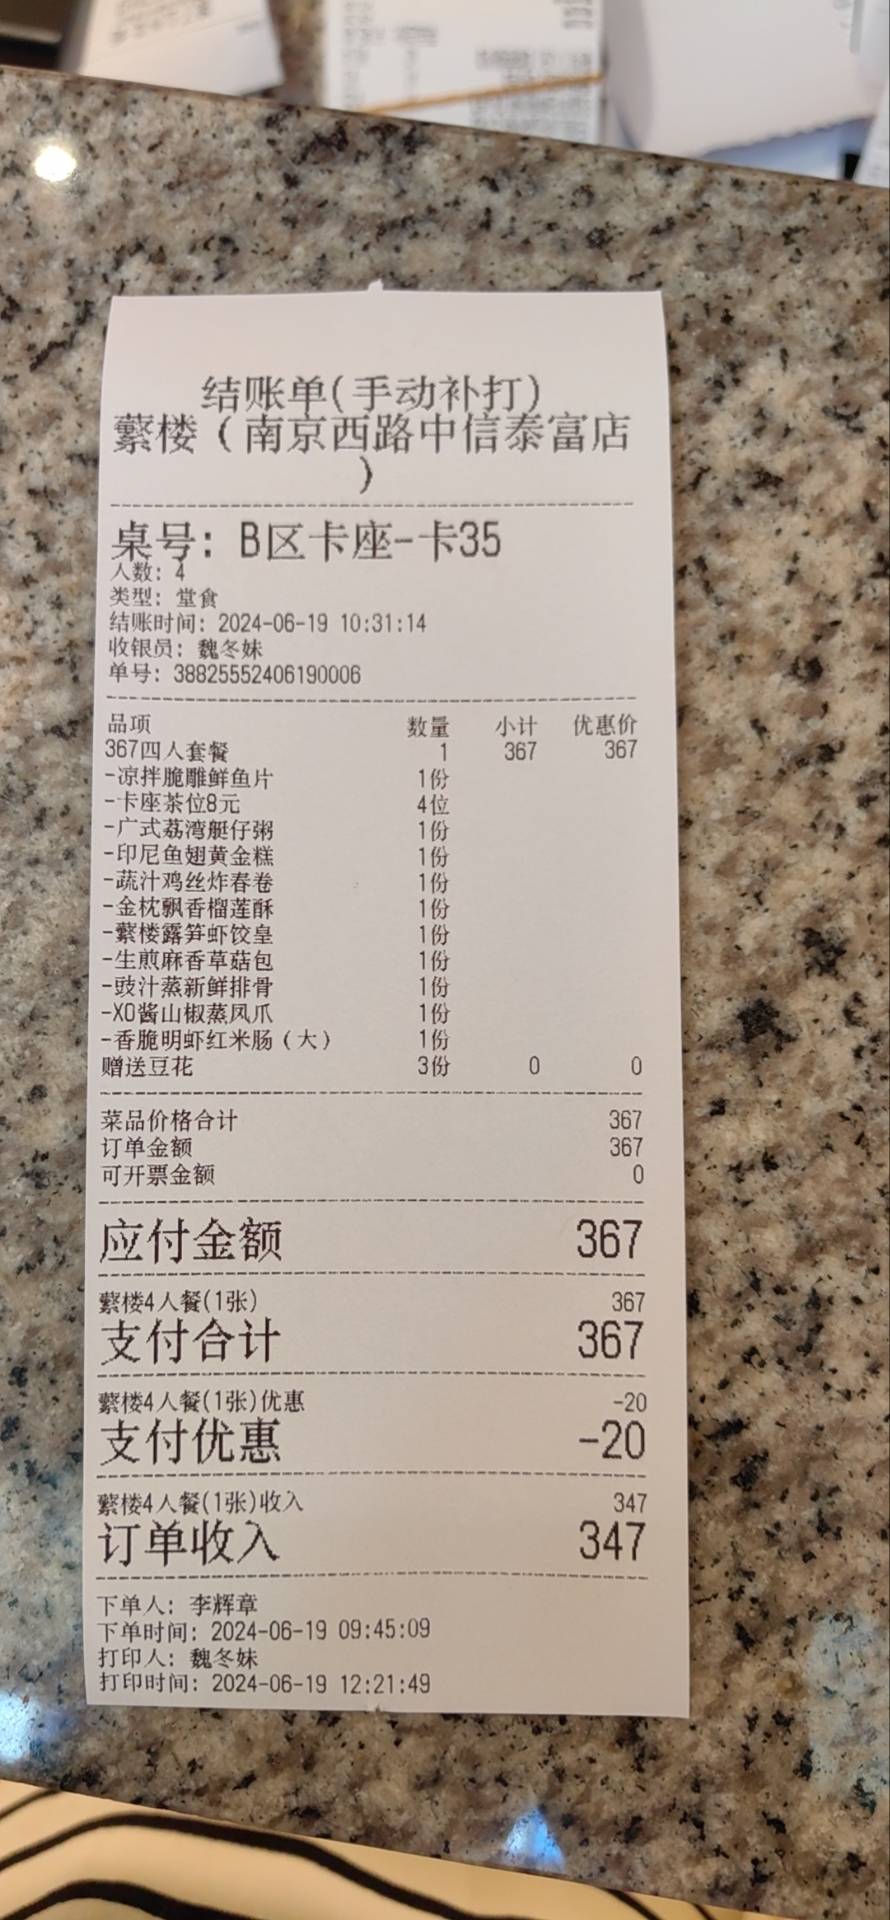 结账单(手动补打)
蘩楼（南京西路中信泰富店
）
桌号: B区卡座-卡35
人数: 4
类型: 堂食
结账时间: 2024-06-19 10:31:14
收银员: 魏冬妹
单号: 38825552406190006
品项 数量 小计 优惠价
367四人套餐 1 367 367
-凉拌脆雕鲜鱼片 1份
-卡座茶位8元 4位
-广式荔湾艇仔粥 1份
-印尼鱼翅黄金糕 1份
-蔬汁鸡丝炸春卷 1份
-金枕飘香榴莲酥 1份
-蘩楼露笋虾饺皇 1份
-生煎麻香草菇包 1份
-豉汁蒸新鲜排骨 1份
-XO酱山椒蒸凤爪 1份
-香脆明虾红米肠（大） 1份
赠送豆花 3份 0 0
菜品价格合计 367
订单金额 367
可开票金额 0
应付金额 367
蘩楼4人餐(1张) 367
支付合计 367
蘩楼4人餐(1张)优惠 -20
支付优惠 -20
蘩楼4人餐(1张)收入 347
订单收入 347
下单人: 李辉章
下单时间: 2024-06-19 09:45:09
打印人: 魏冬妹
打印时间: 2024-06-19 12:21:49